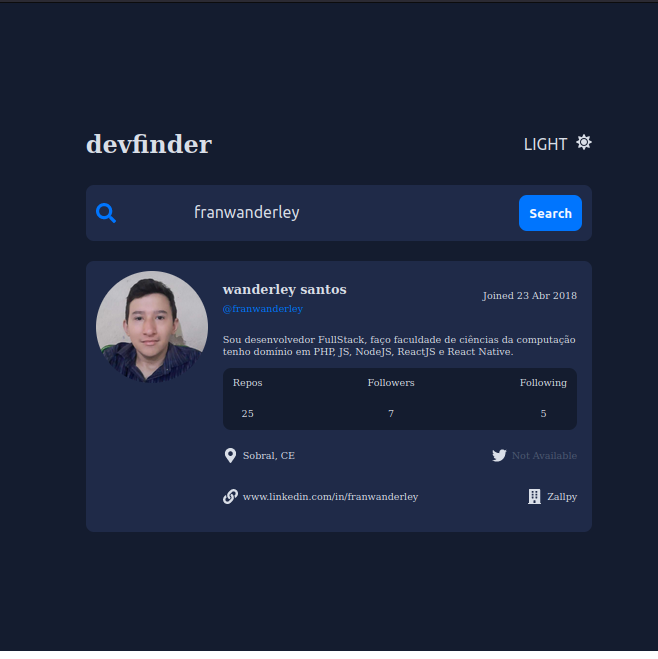 devfinder
LIGHT
franwanderley
Search
wanderley santos
Joined 23 Abr 2018
@franwanderley
Sou desenvolvedor FullStack, faço faculdade de ciências da computação
tenho domínio em PHP, JS, NodeJS, ReactJS e React Native.
Repos Followers Following
25 7 5
Sobral, CE
Not Available
www.linkedin.com/in/franwanderley
Zallpy